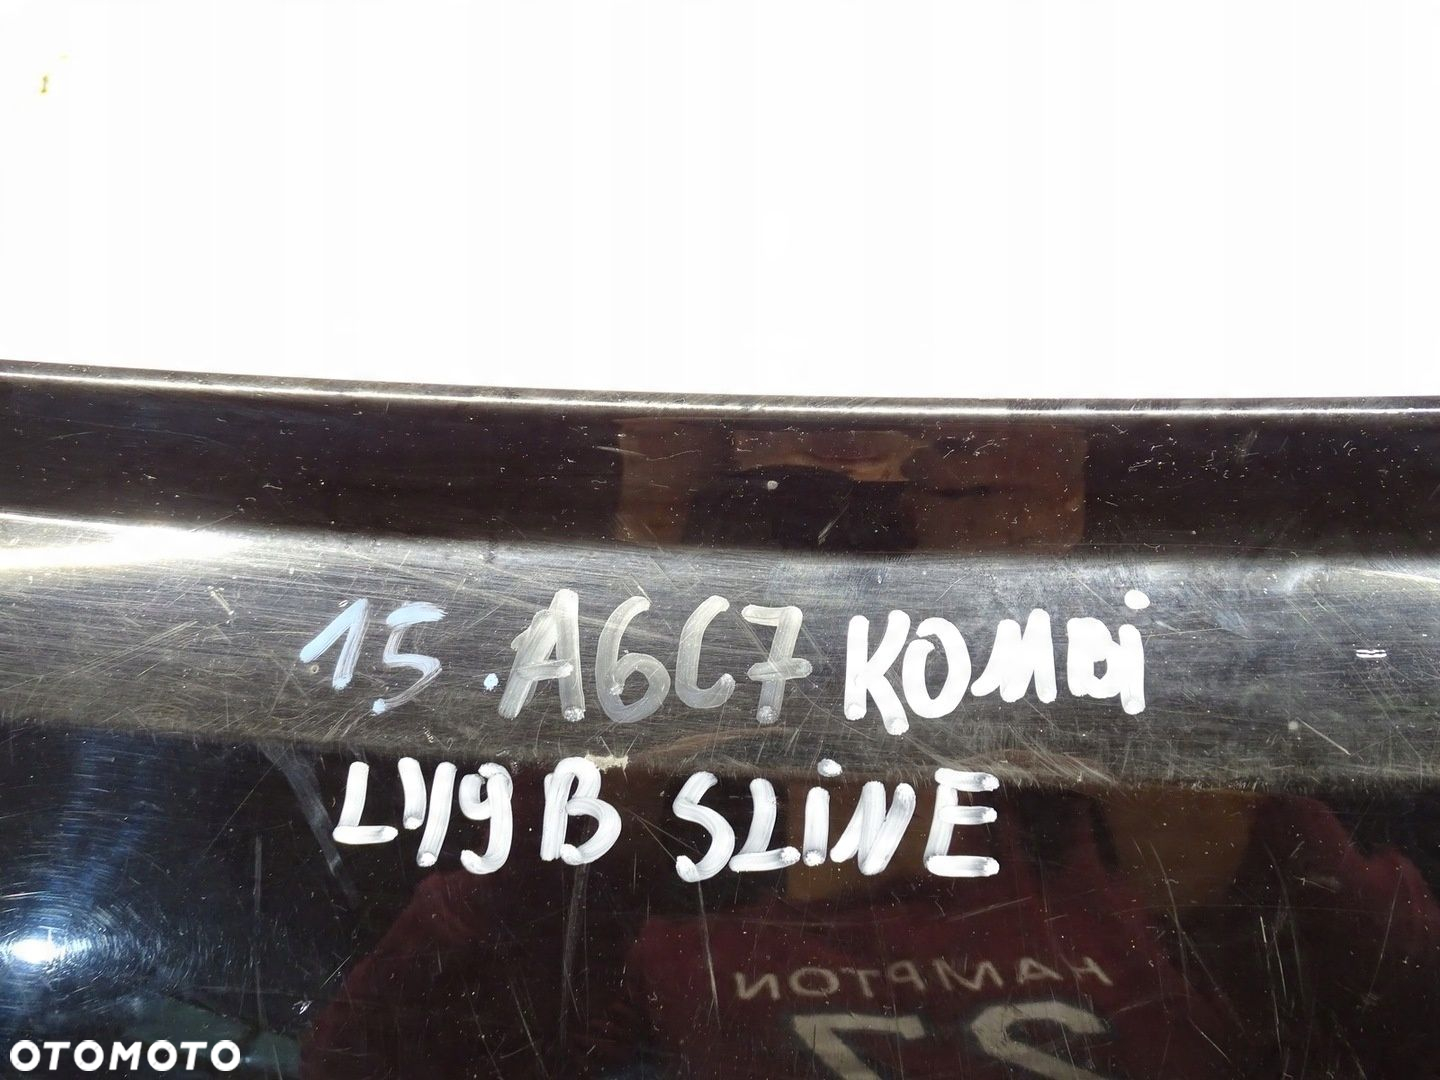 15. A6C7 KOMBI
LY9B SLINE
HAMPTON
27
OTOMOTO